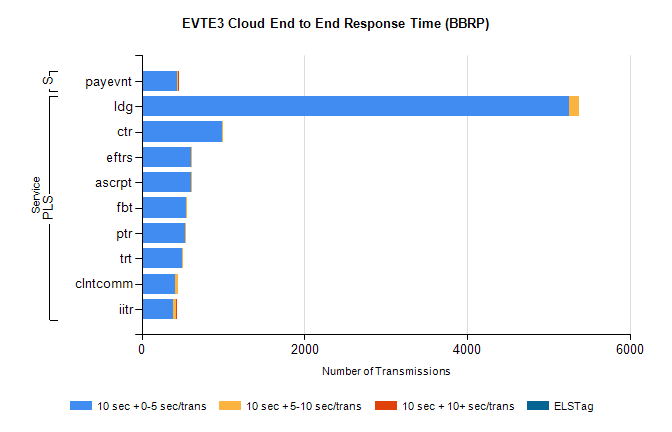 EVTE3 Cloud End to End Response Time (BBRP)
S
payevnt
ldg
ctr
eftrs
ascrpt
Service
PLS
fbt
ptr
trt
clntcomm
iitr
0 2000 4000 6000
Number of Transmissions
10 sec +0-5 sec/trans 10 sec +5-10 sec/trans 10 sec + 10+ sec/trans ELSTag